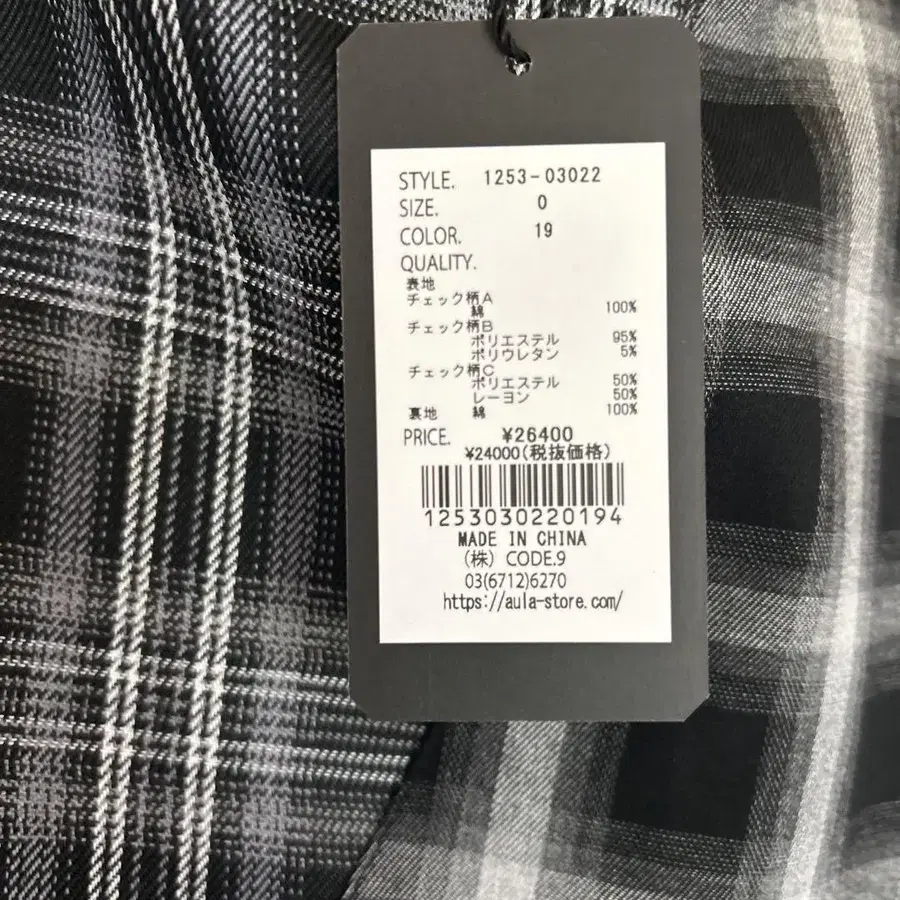 STYLE. 1253-03022
SIZE. 0
COLOR. 19
QUALITY.
表地
チェック柄A
綿 100%
チェック柄B
ポリエステル 95%
ポリウレタン 5%
チェック柄C
ポリエステル 50%
レーヨン 50%
裏地 綿 100%
PRICE. ¥26400
¥24000(税抜価格)
1253030220194
MADE IN CHINA
(株) CODE.9
03(6712)6270
https://aula-store.com/